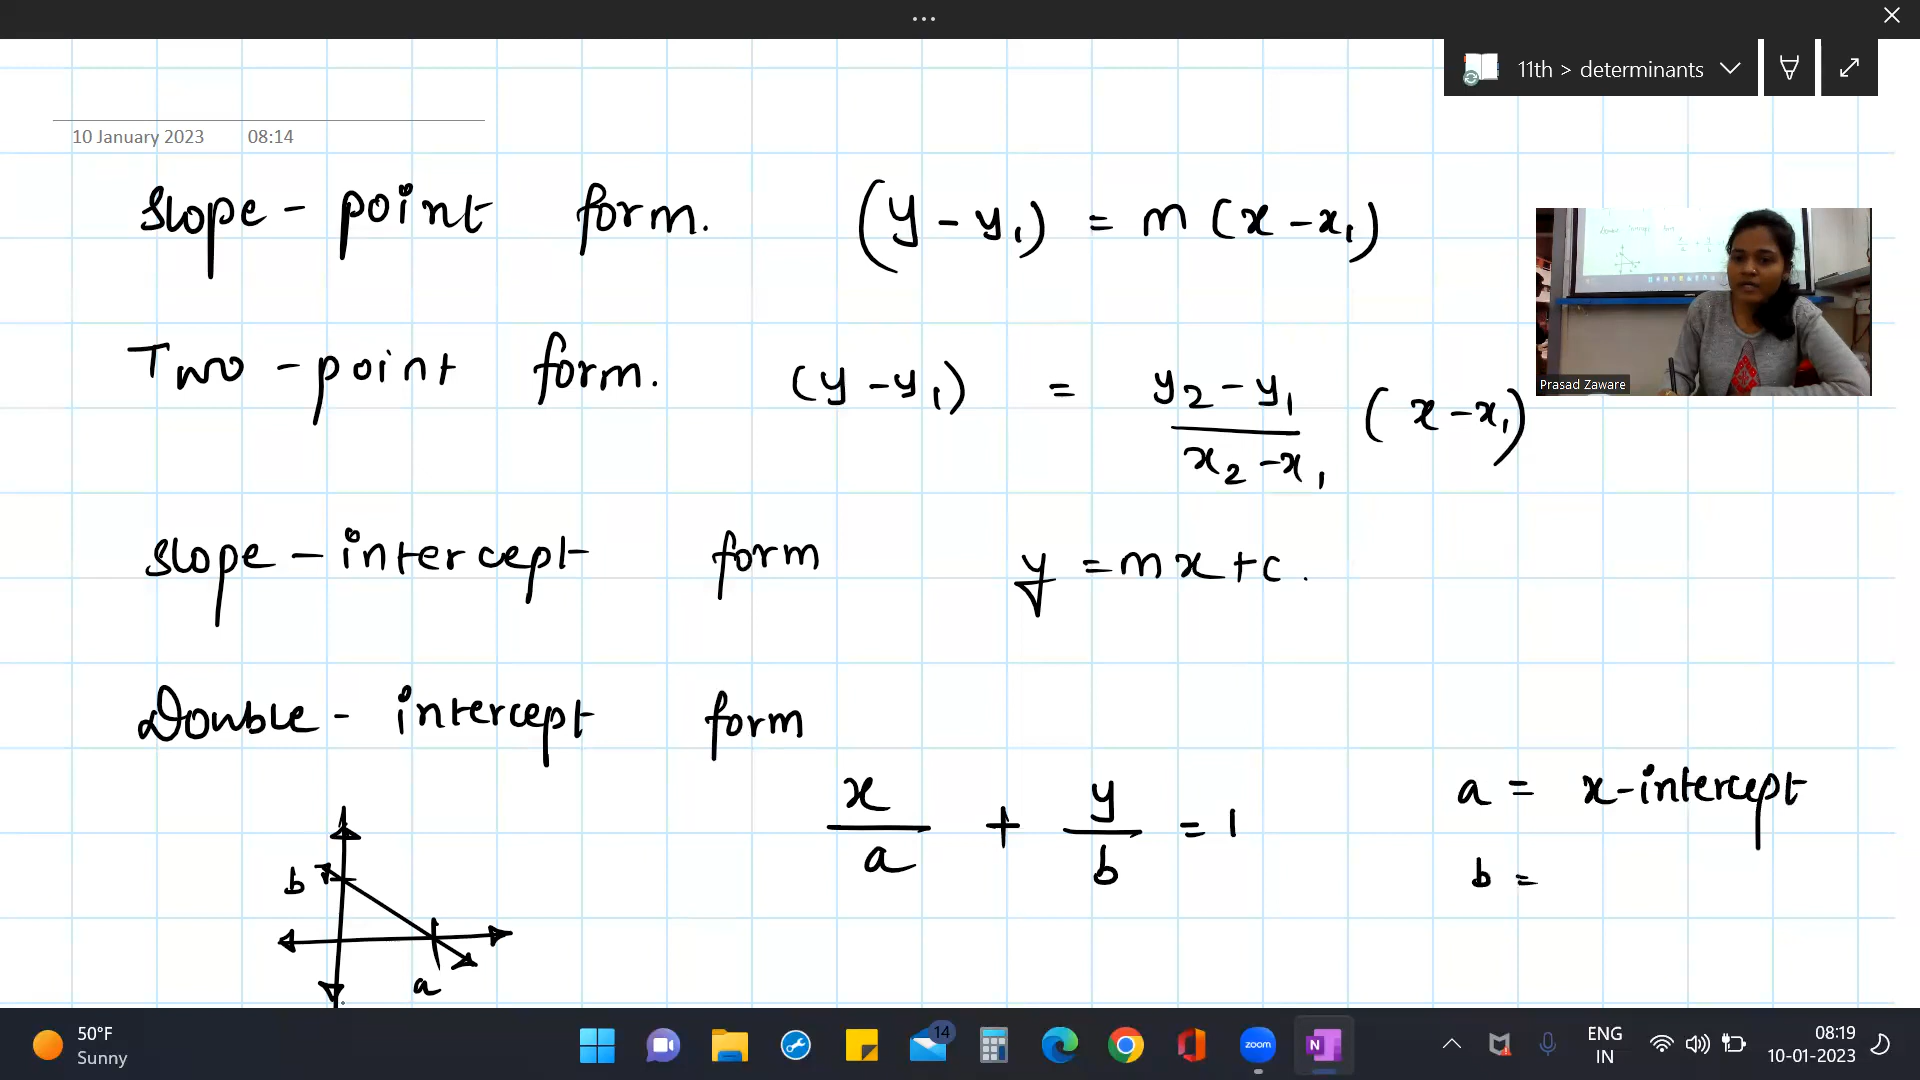 11th > determinants
10 January 2023 08:14
Slope-point form. (y - y₁) = m (x - x₁)
Two-point form. (y - y₁) = y₂ - y₁ / x₂ - x₁ (x - x₁)
Slope-intercept form y = mx + c.
Double-intercept form
x/a + y/b = 1
a = x-intercept
b =
b
a
Prasad Zaware
50°F
Sunny
14
zoom
N
ENG
IN
08:19
10-01-2023